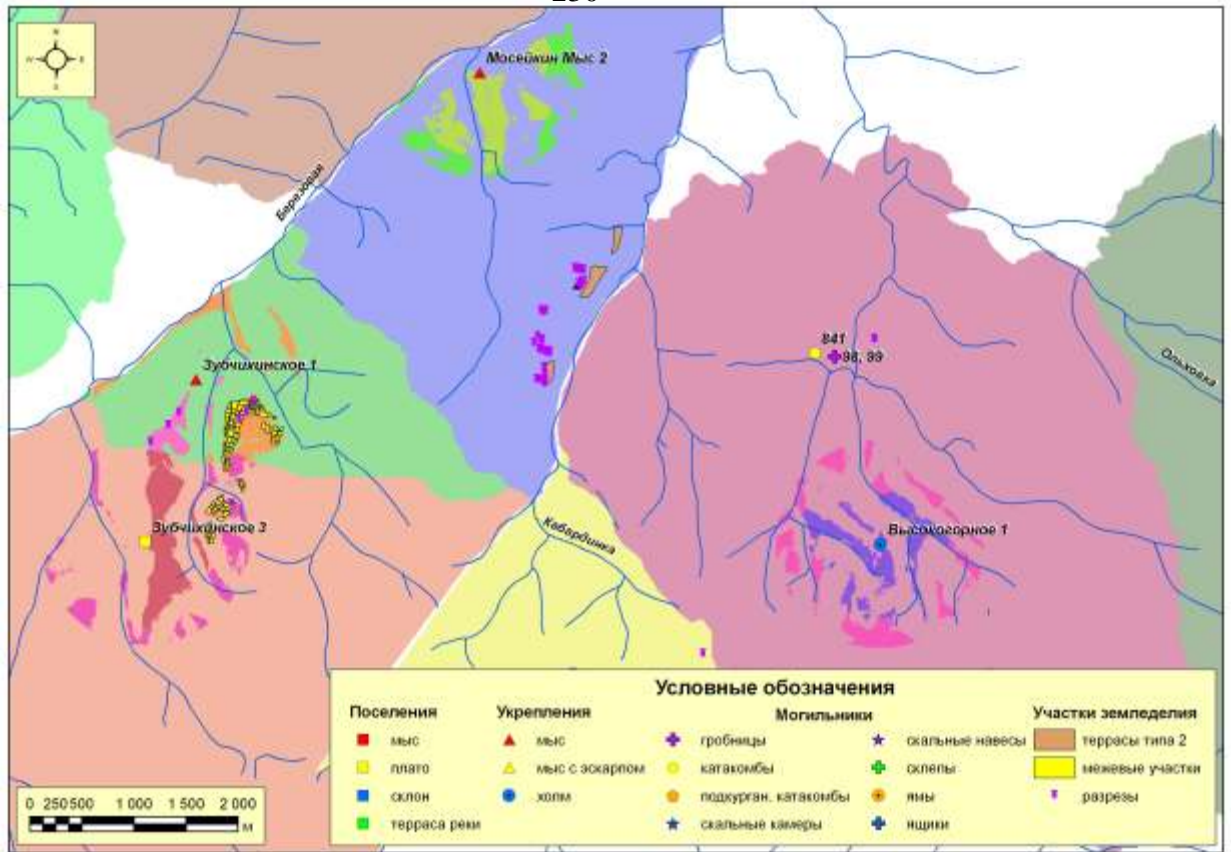 Мосейкин Мыс 2
Баразовая
841
98, 99
Зубчихинское 1
Ольховка
Зубчихинское 3
Кабардинка
Высокогорное 1
Условные обозначения
Поселения
мыс
плато
склон
терраса реки
Укрепления
мыс
мыс с эскарпом
холм
Могильники
гробницы
катакомбы
подкурган. катакомбы
скальные камеры
скальные навесы
склепы
ямы
ящики
Участки земледелия
террасы типа 2
межевые участки
разрезы
0 250 500 1 000 1 500 2 000
м